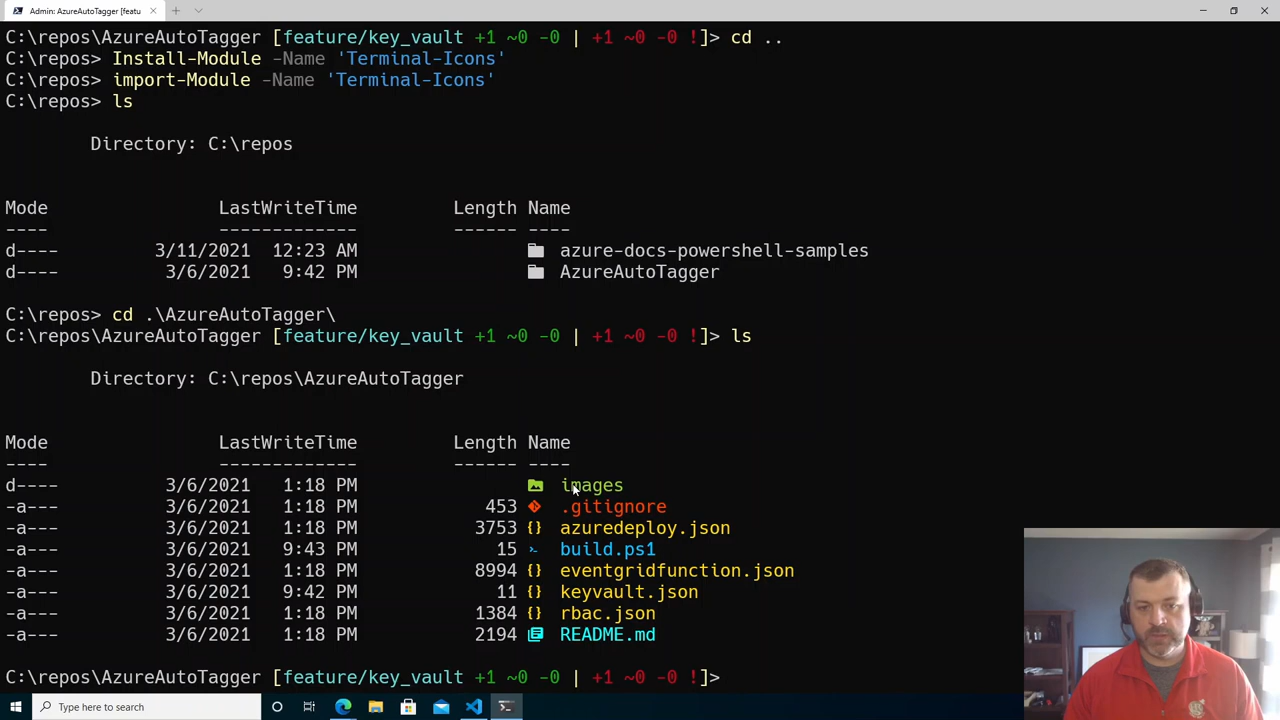 Admin: AzureAutoTagger [featu
C:\repos\AzureAutoTagger [feature/key_vault +1 ~0 -0 | +1 ~0 -0 !]> cd ..
C:\repos> Install-Module -Name 'Terminal-Icons'
C:\repos> import-Module -Name 'Terminal-Icons'
C:\repos> ls
Directory: C:\repos
Mode LastWriteTime Length Name
---- ------------- ------ ----
d---- 3/11/2021 12:23 AM azure-docs-powershell-samples
d---- 3/6/2021 9:42 PM AzureAutoTagger
C:\repos> cd .\AzureAutoTagger\
C:\repos\AzureAutoTagger [feature/key_vault +1 ~0 -0 | +1 ~0 -0 !]> ls
Directory: C:\repos\AzureAutoTagger
Mode LastWriteTime Length Name
---- ------------- ------ ----
d---- 3/6/2021 1:18 PM images
-a--- 3/6/2021 1:18 PM 453 .gitignore
-a--- 3/6/2021 1:18 PM 3753 azuredeploy.json
-a--- 3/6/2021 9:43 PM 15 build.ps1
-a--- 3/6/2021 1:18 PM 8994 eventgridfunction.json
-a--- 3/6/2021 9:42 PM 11 keyvault.json
-a--- 3/6/2021 1:18 PM 1384 rbac.json
-a--- 3/6/2021 1:18 PM 2194 README.md
C:\repos\AzureAutoTagger [feature/key_vault +1 ~0 -0 | +1 ~0 -0 !]>
Type here to search